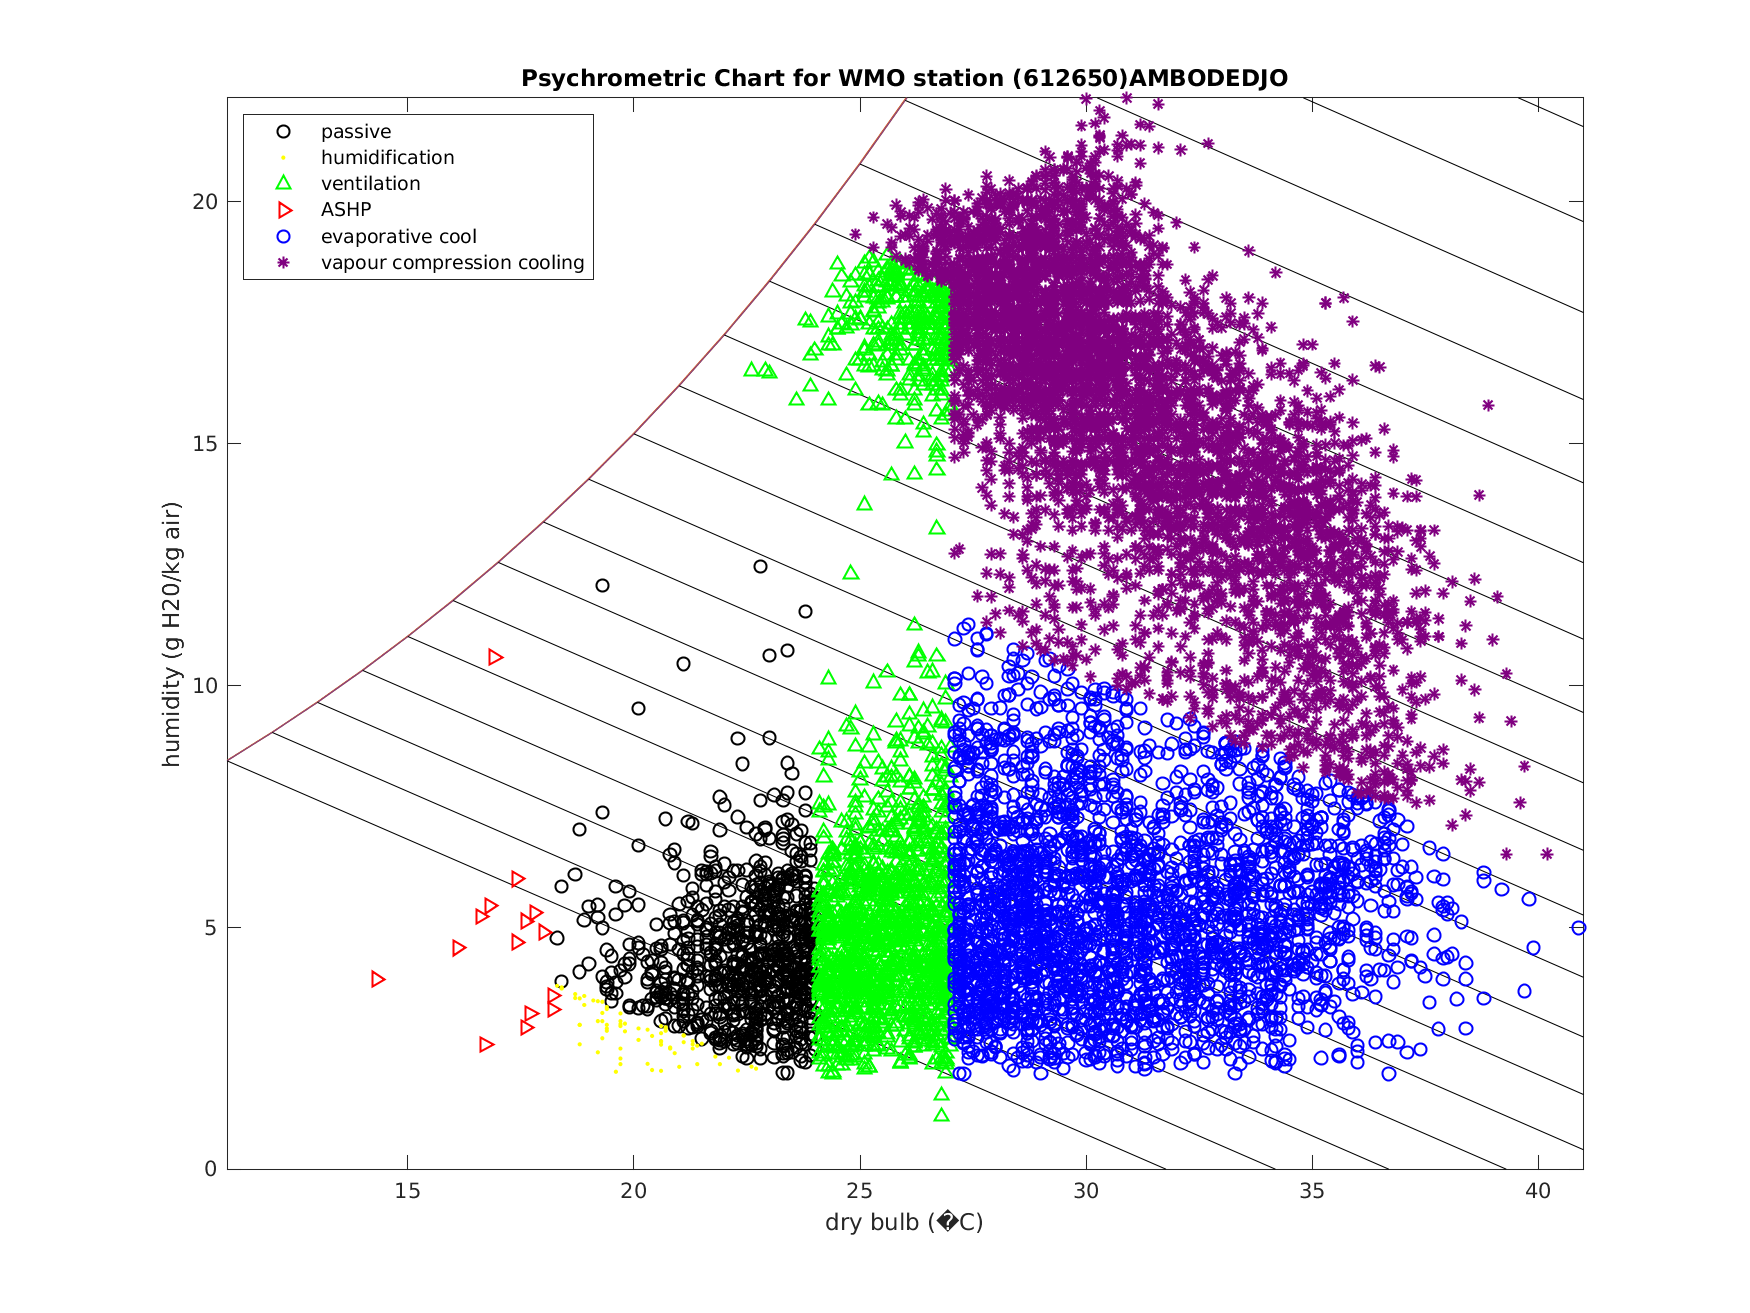 Psychrometric Chart for WMO station (612650)AMBODEDJO
passive
humidification
ventilation
ASHP
evaporative cool
vapour compression cooling
humidity (g H20/kg air)
20
15
10
5
0
15
20
25
30
35
40
dry bulb (�C)